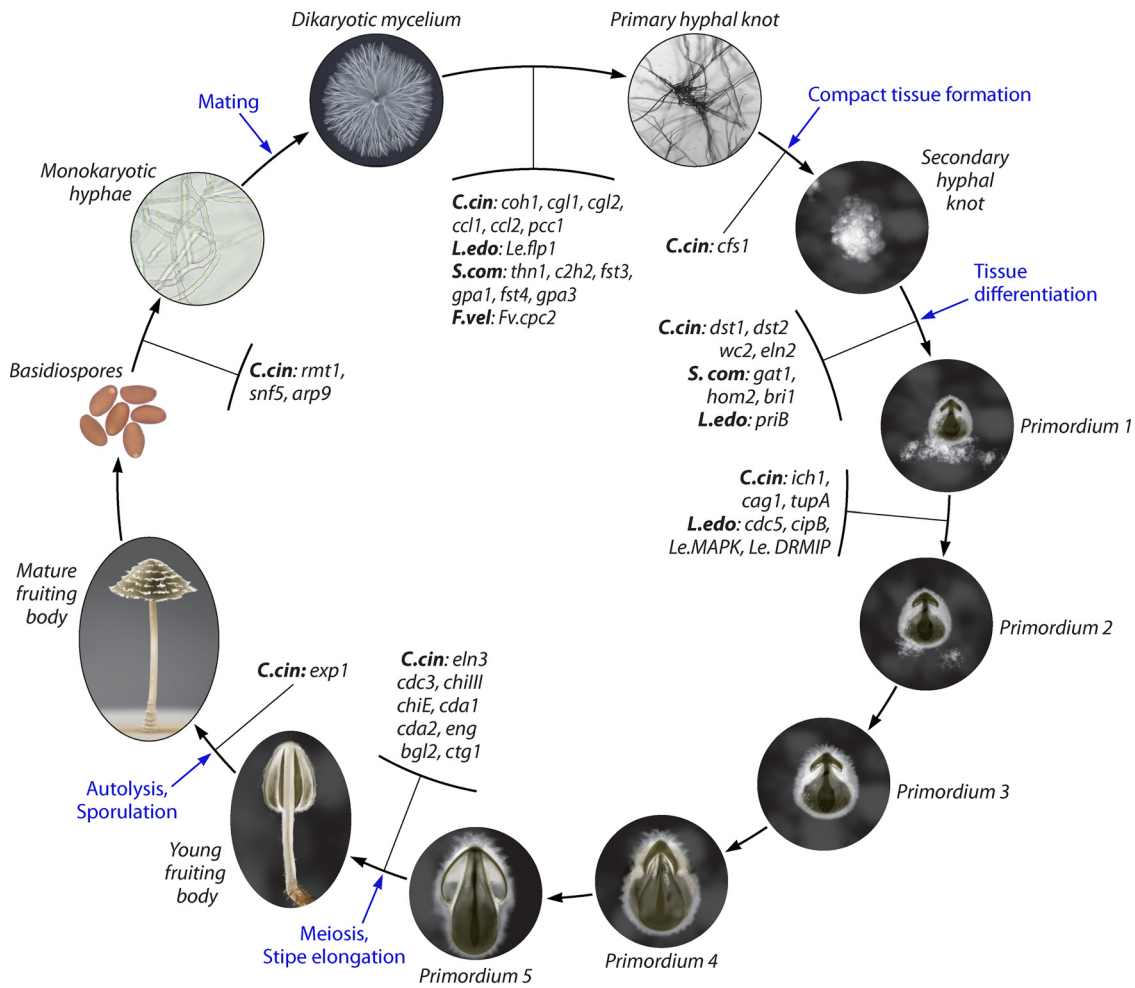 Dikaryotic mycelium
Primary hyphal knot
Mating
Compact tissue formation
Monokaryotic
hyphae
Secondary
hyphal
knot
C.cin: coh1, cgl1, cgl2,
ccl1, ccl2, pcc1
L.edo: Le.flp1
S.com: thn1, c2h2, fst3,
gpa1, fst4, gpa3
F.vel: Fv.cpc2
C.cin: cfs1
Tissue
differentiation
C.cin: dst1, dst2
wc2, eln2
S. com: gat1,
hom2, bri1
L.edo: priB
Basidiospores
C.cin: rmt1,
snf5, arp9
Primordium 1
C.cin: ich1,
cag1, tupA
L.edo: cdc5, cipB,
Le.MAPK, Le. DRMIP
Mature
fruiting
body
Primordium 2
C.cin: exp1
C.cin: eln3
cdc3, chiIII
chiE, cda1
cda2, eng
bgl2, ctg1
Primordium 3
Autolysis,
Sporulation
Young
fruiting
body
Meiosis,
Stipe elongation
Primordium 5
Primordium 4